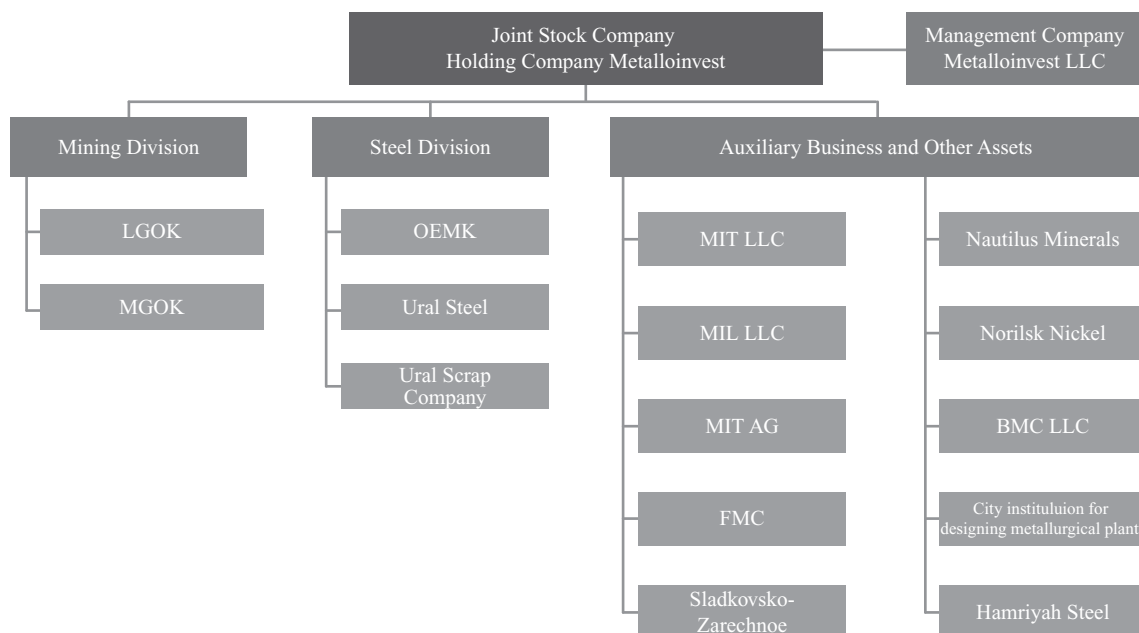 Joint Stock Company
Holding Company Metalloinvest
Management Company
Metalloinvest LLC
Mining Division
Steel Division
Auxiliary Business and Other Assets
LGOK
MGOK
OEMK
Ural Steel
Ural Scrap
Company
MIT LLC
MIL LLC
MIT AG
FMC
Sladkovsko-
Zarechnoe
Nautilus Minerals
Norilsk Nickel
BMC LLC
City instituluion for
designing metallurgical plant
Hamriyah Steel